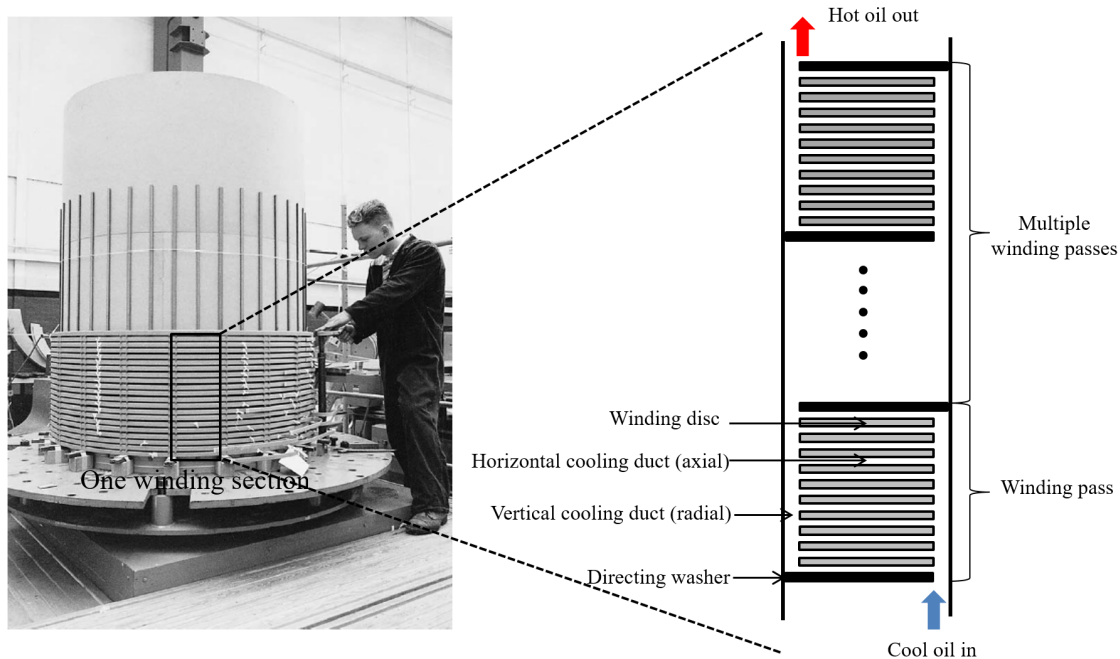 Hot oil out
Multiple
winding passes
Winding disc
Horizontal cooling duct (axial)
Winding pass
One winding section
Vertical cooling duct (radial)
Directing washer
Cool oil in